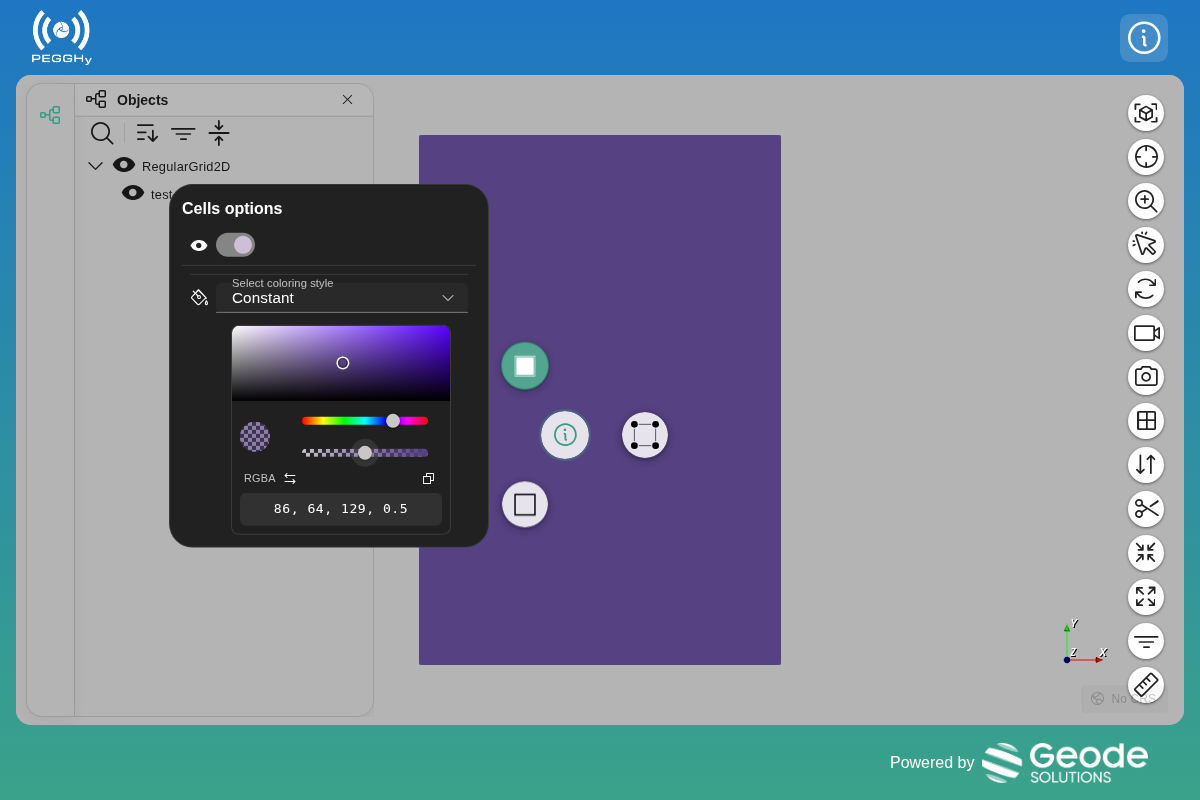 PEGGHy
Objects
RegularGrid2D
test
Cells options
Select coloring style
Constant
RGBA
86, 64, 129, 0.5
Y
Z X
No CRS
Powered by Geode
SOLUTIONS